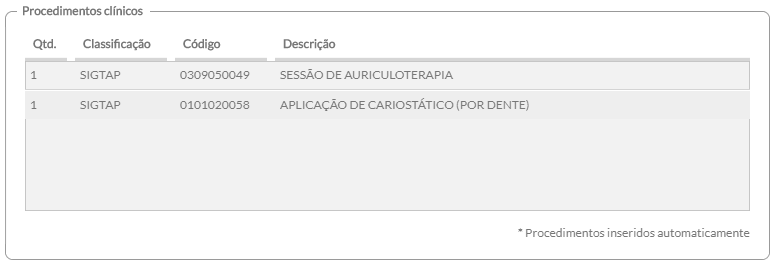 Procedimentos clínicos
Qtd. Classificação Código Descrição
1 SIGTAP 0309050049 SESSÃO DE AURICULOTERAPIA
1 SIGTAP 0101020058 APLICAÇÃO DE CARIOSTÁTICO (POR DENTE)
* Procedimentos inseridos automaticamente